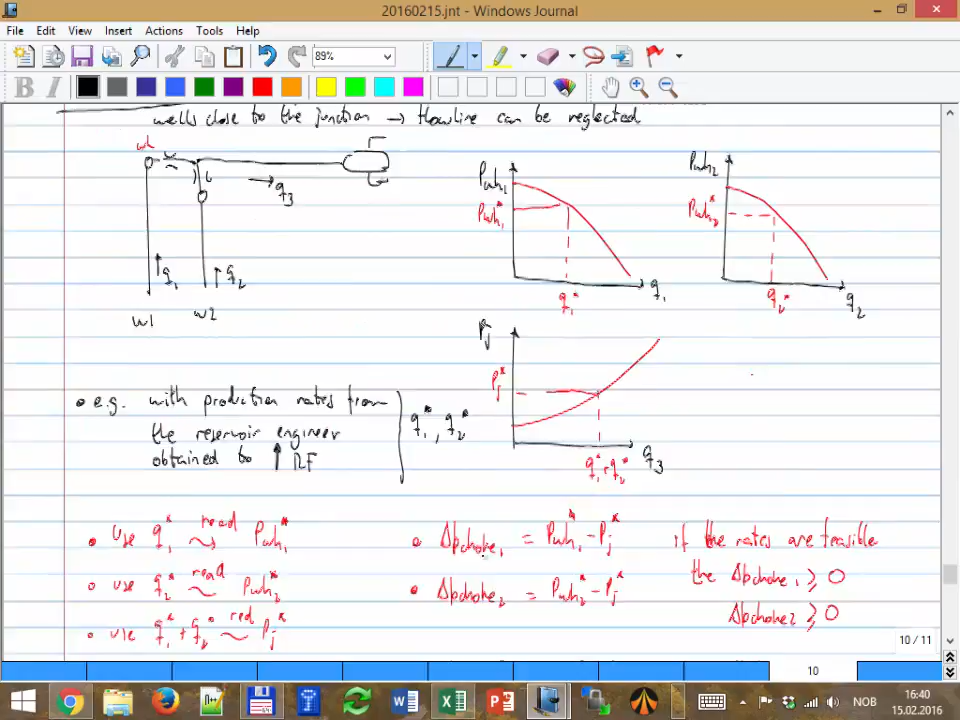 20160215.jnt - Windows Journal
File Edit View Insert Actions Tools Help
89%
wells close to the junction → flowline can be neglected
wh
q3
q1
q2
w1
w2
Pwh1
Pwh1*
q1*
q1
Pwh2
Pwh2*
q2*
q2
Pj
Pj*
q1*+q2*
q3
• e.g. with production rates from
the reservoir engineer
obtained to ↑ RF
q1*, q2*
• use q1* read Pwh1*
• use q2* read Pwh2*
• use q1* + q2* red Pj*
• Δpchoke1 = Pwh1* - Pj*
• Δpchoke2 = Pwh2* - Pj*
if the rates are feasible
the Δpchoke1 ≥ 0
Δpchoke2 ≥ 0
10 / 11
10
NOB
16:40
15.02.2016